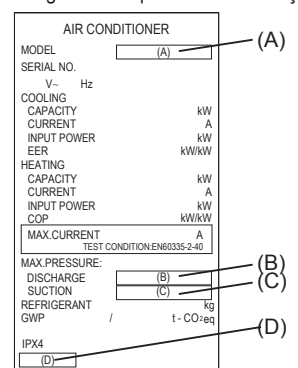 AIR CONDITIONER
MODEL (A) (A)
SERIAL NO.
V~ Hz
COOLING
CAPACITY kW
CURRENT A
INPUT POWER kW
EER kW/kW
HEATING
CAPACITY kW
CURRENT A
INPUT POWER kW
COP kW/kW
MAX.CURRENT A
TEST CONDITION:EN60335-2-40
MAX.PRESSURE:
DISCHARGE (B) (B)
SUCTION (C) (C)
REFRIGERANT kg
GWP / t - CO2eq
IPX4
(D) (D)